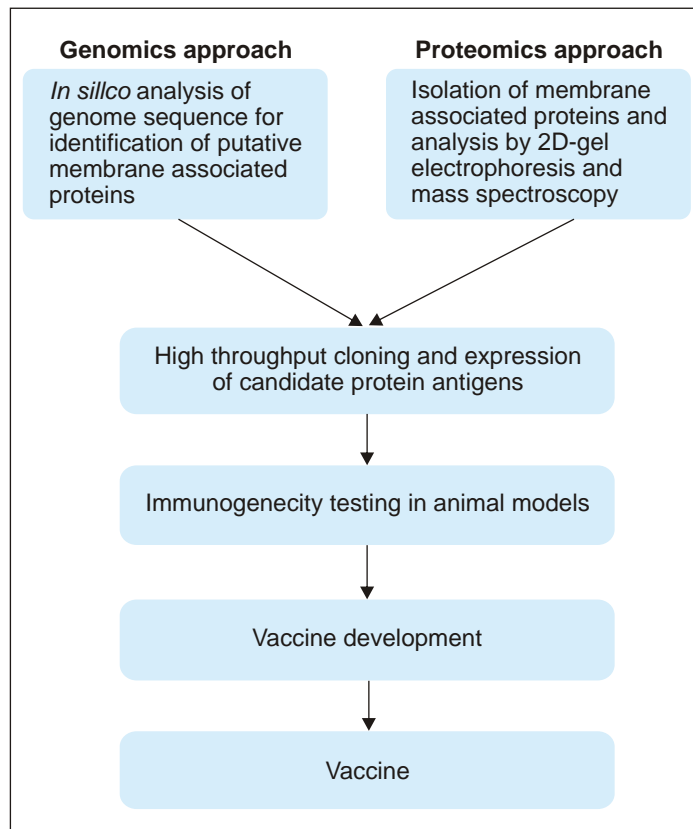 Genomics approach
In sillco analysis of
genome sequence for
identification of putative
membrane associated
proteins
Proteomics approach
Isolation of membrane
associated proteins and
analysis by 2D-gel
electrophoresis and
mass spectroscopy
High throughput cloning and expression
of candidate protein antigens
Immunogenecity testing in animal models
Vaccine development
Vaccine